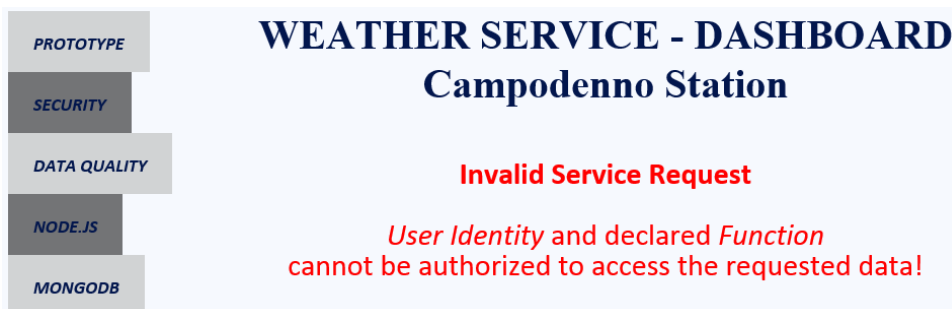 PROTOTYPE
SECURITY
DATA QUALITY
NODE.JS
MONGODB
WEATHER SERVICE - DASHBOARD
Campodenno Station
Invalid Service Request
User Identity and declared Function
cannot be authorized to access the requested data!